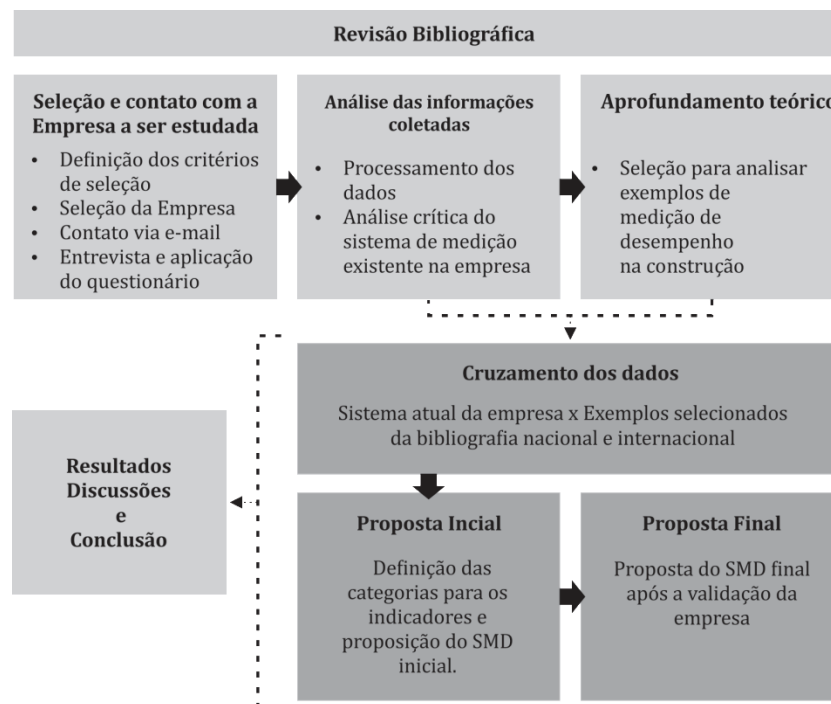 Revisão Bibliográfica
Seleção e contato com a
Empresa a ser estudada
• Definição dos critérios
de seleção
• Seleção da Empresa
• Contato via e-mail
• Entrevista e aplicação
do questionário
Análise das informações
coletadas
• Processamento dos
dados
• Análise crítica do
sistema de medição
existente na empresa
Aprofundamento teórico
• Seleção para analisar
exemplos de
medição de
desempenho
na construção
Cruzamento dos dados
Sistema atual da empresa x Exemplos selecionados
da bibliografia nacional e internacional
Resultados
Discussões
e
Conclusão
Proposta Incial
Definição das
categorias para os
indicadores e
proposição do SMD
inicial.
Proposta Final
Proposta do SMD final
após a validação da
empresa